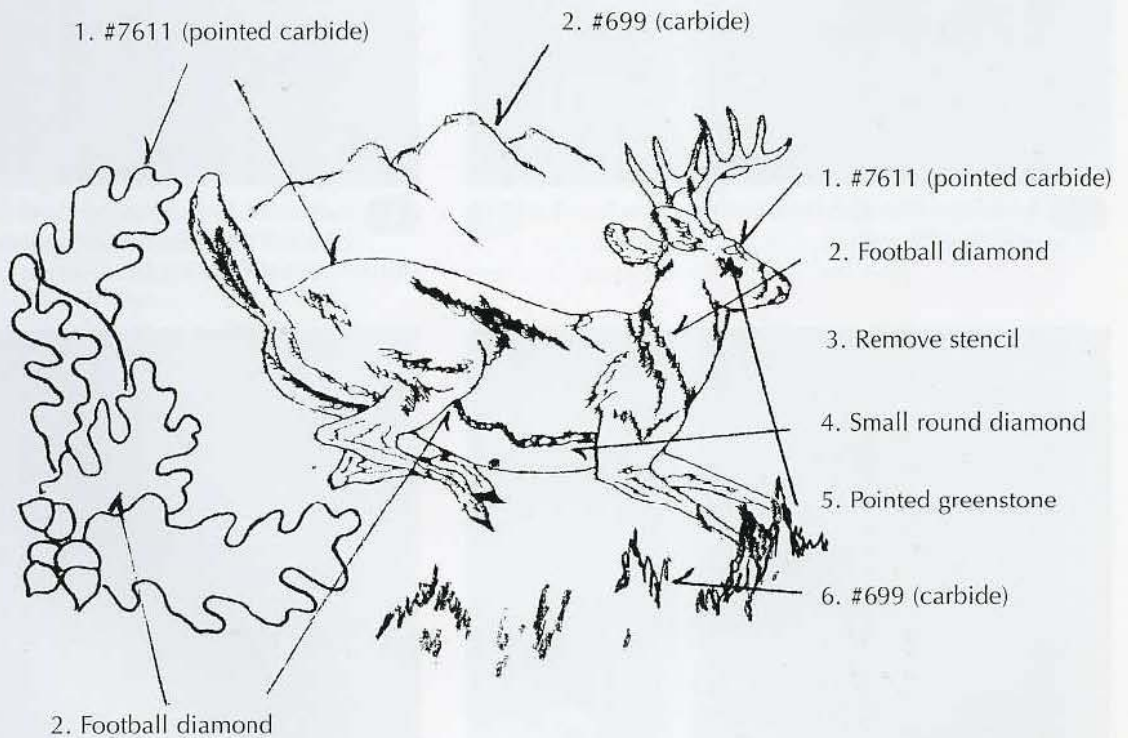 1. #7611 (pointed carbide)
2. #699 (carbide)
1. #7611 (pointed carbide)
2. Football diamond
3. Remove stencil
4. Small round diamond
5. Pointed greenstone
6. #699 (carbide)
2. Football diamond